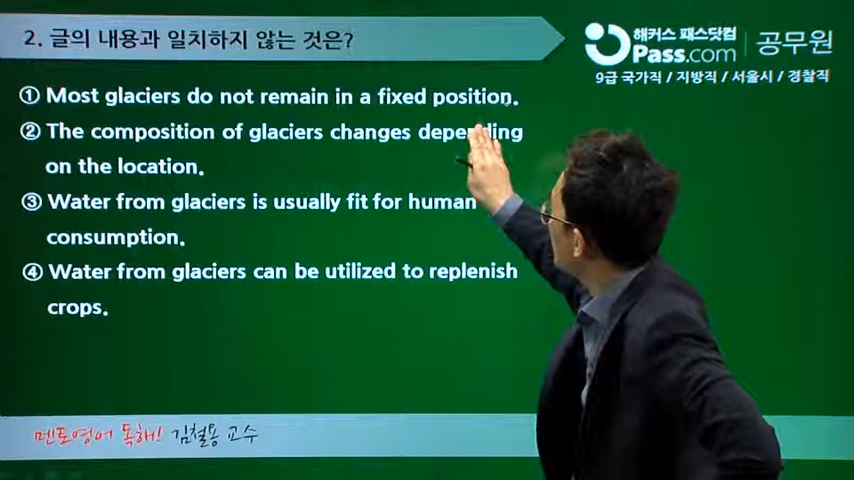 2. 글의 내용과 일치하지 않는 것은?
해커스 패스닷컴
Pass.com
공무원
9급 국가직 / 지방직 / 서울시 / 경찰직
① Most glaciers do not remain in a fixed position.
② The composition of glaciers changes depending
on the location.
③ Water from glaciers is usually fit for human
consumption.
④ Water from glaciers can be utilized to replenish
crops.
멘토영어 독해! 김철용 교수